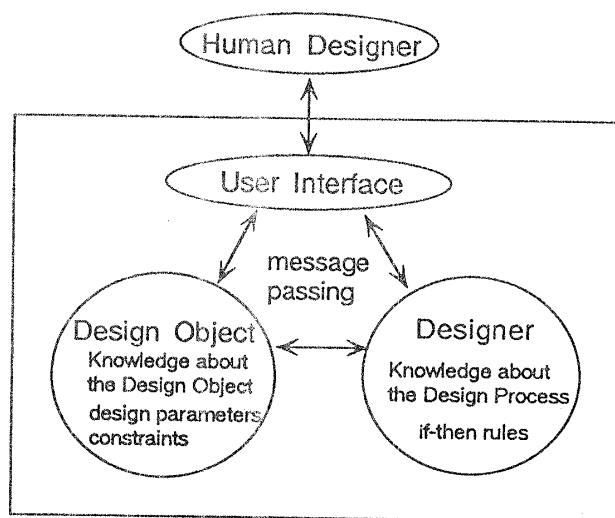 Human Designer
User Interface
message
passing
Design Object
Knowledge about
the Design Object
design parameters
constraints
Designer
Knowledge about
the Design Process
if-then rules